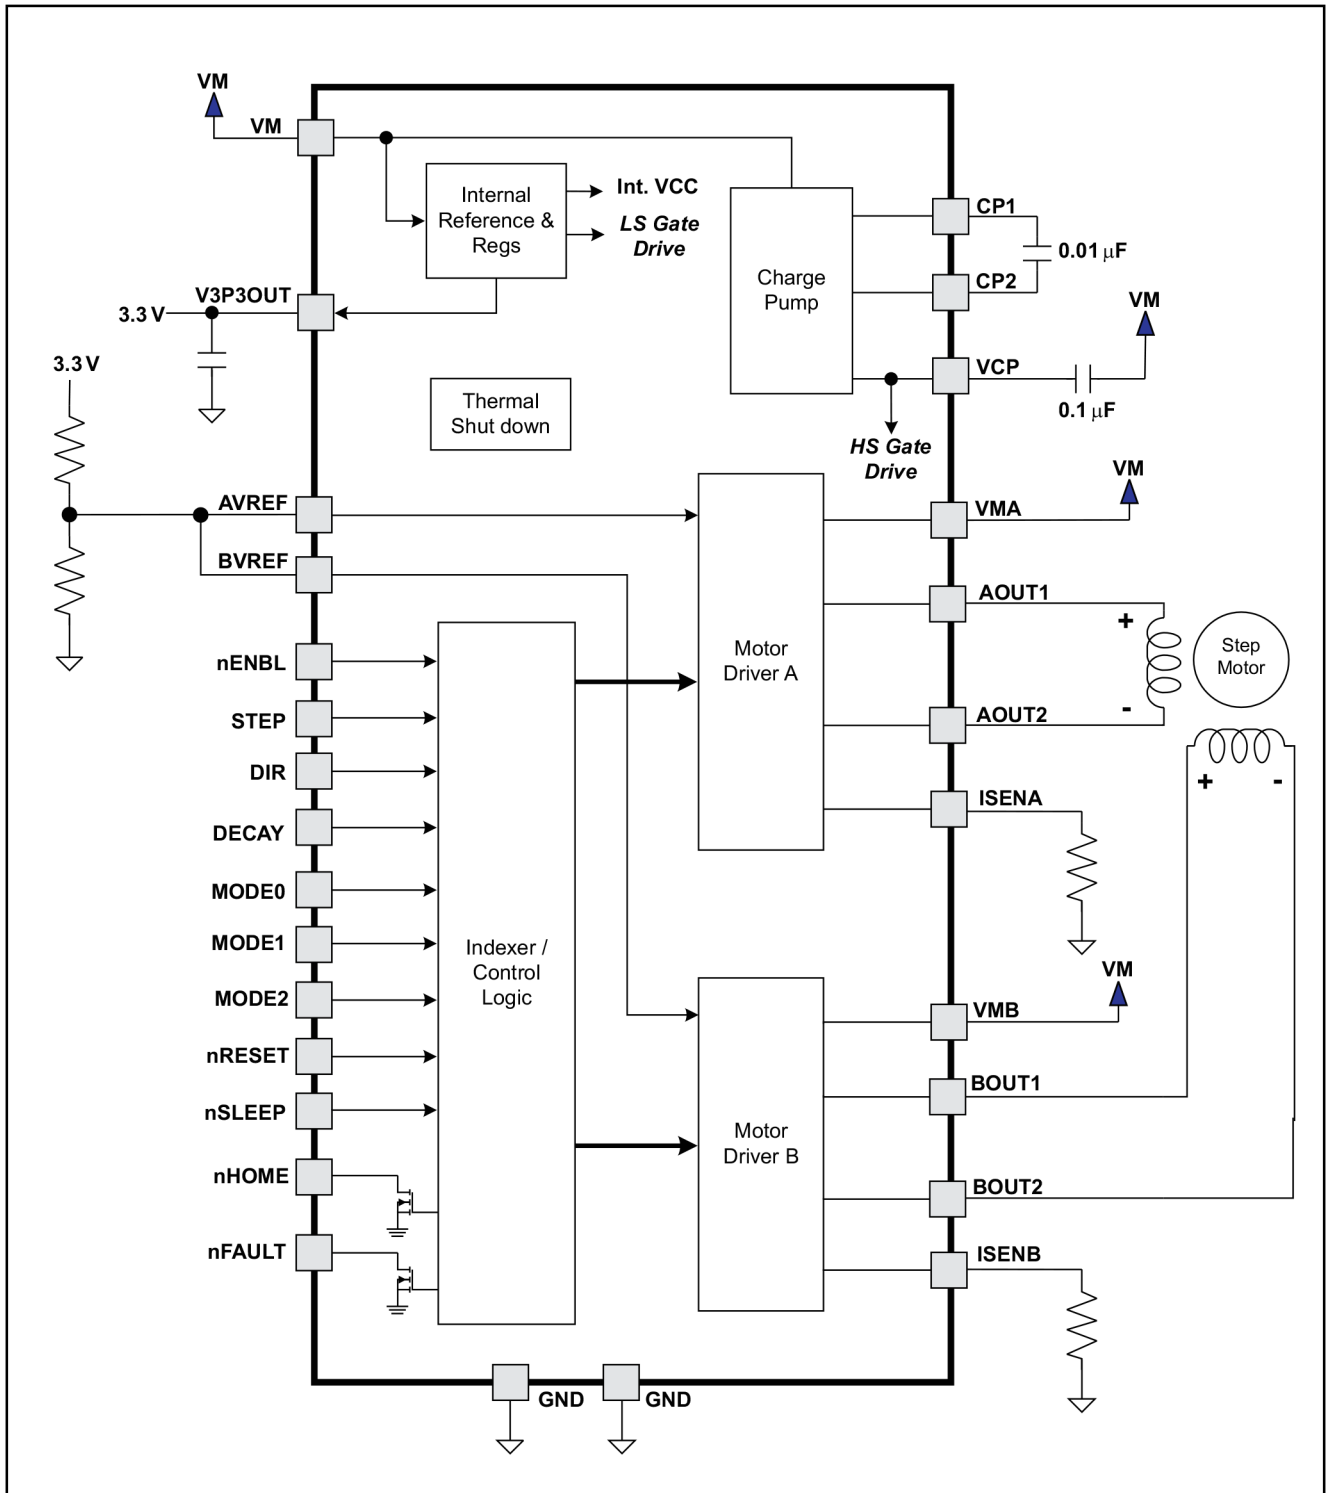 VM
VM
Internal
Reference &
Regs
Int. VCC
LS Gate
Drive
CP1
0.01 µF
CP2
Charge
Pump
V3P3OUT
3.3 V
VM
VCP
0.1 µF
3.3 V
Thermal
Shut down
HS Gate
Drive
AVREF
BVREF
VM
VMA
AOUT1
+
-
AOUT2
Step
Motor
+
-
Motor
Driver A
ISENA
nENBL
STEP
DIR
DECAY
MODE0
MODE1
MODE2
nRESET
nSLEEP
nHOME
nFAULT
Indexer /
Control
Logic
VM
VMB
BOUT1
Motor
Driver B
BOUT2
ISENB
GND
GND